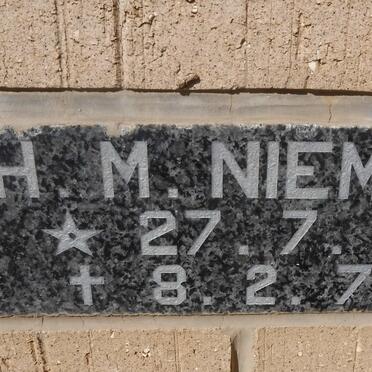 H. M. NIEM
★ 27. 7.
✝ 8. 2. 7